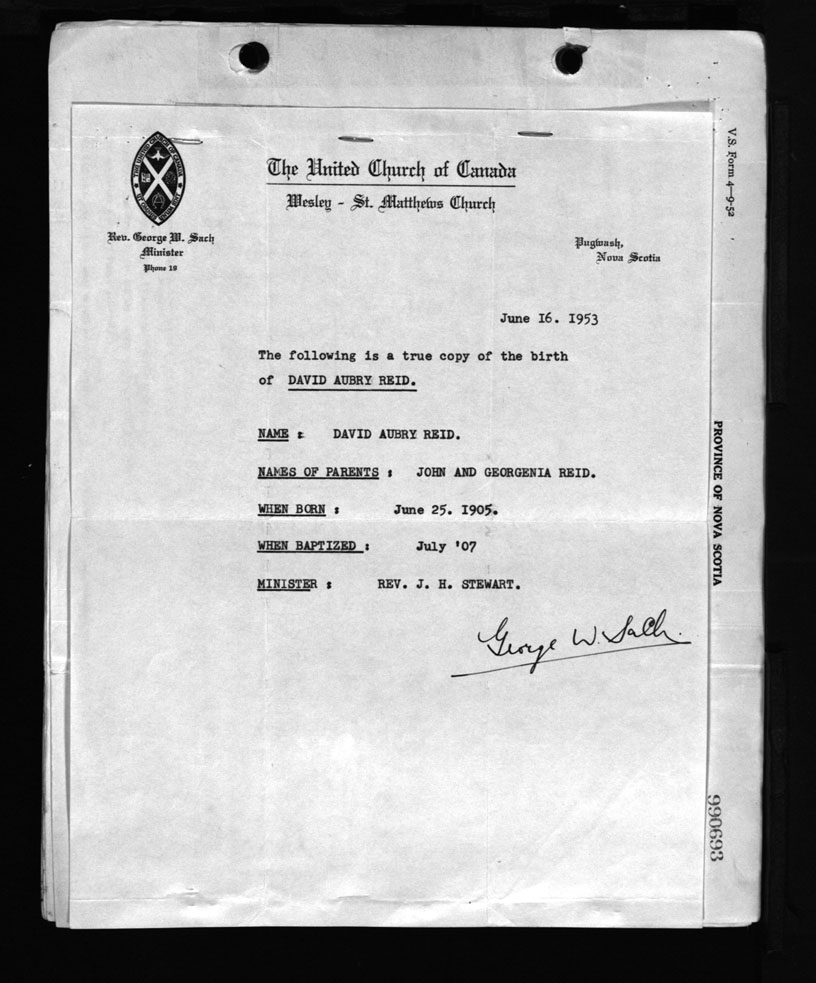 The United Church of Canada
Wesley - St. Matthews Church
Rev. George W. Sach
Minister
Phone 19
Pugwash,
Nova Scotia
June 16. 1953
The following is a true copy of the birth
of DAVID AUBRY REID.
NAME : DAVID AUBRY REID.
NAMES OF PARENTS : JOHN AND GEORGENIA REID.
WHEN BORN : June 25. 1905.
WHEN BAPTIZED : July '07
MINISTER : REV. J. H. STEWART.
George W. Sach.
V.S. Form 4—9-52
PROVINCE OF NOVA SCOTIA
990693